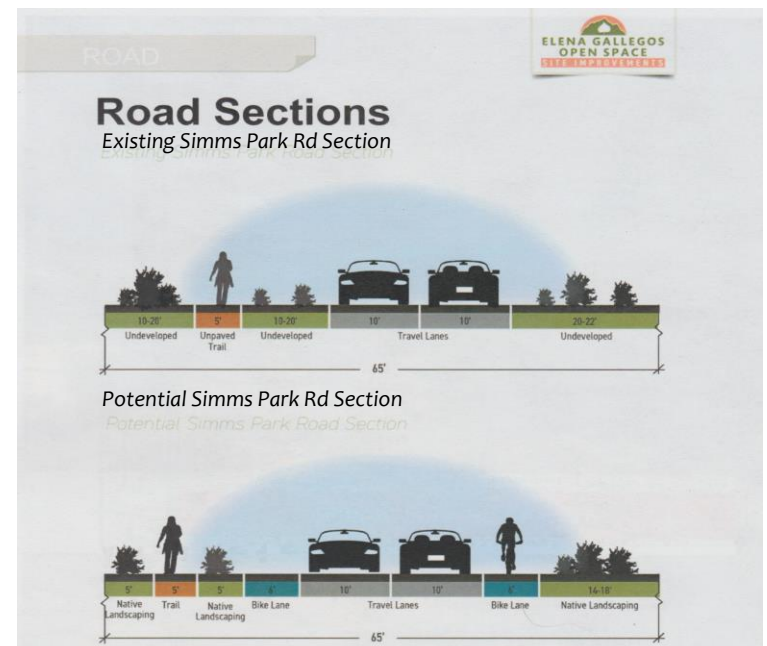 ROAD
ELENA GALLEGOS
OPEN SPACE
SITE IMPROVEMENTS
Road Sections
Existing Simms Park Rd Section
Existing Simms Park Road Section
10-20'
5'
10-20'
10'
10'
20-22'
Undeveloped
Unpaved
Trail
Undeveloped
Travel Lanes
Undeveloped
65'
Potential Simms Park Rd Section
Potential Simms Park Road Section
5'
5'
5'
6'
10'
10'
6'
14-18'
Native
Landscaping
Trail
Native
Landscaping
Bike Lane
Travel Lanes
Bike Lane
Native Landscaping
65'